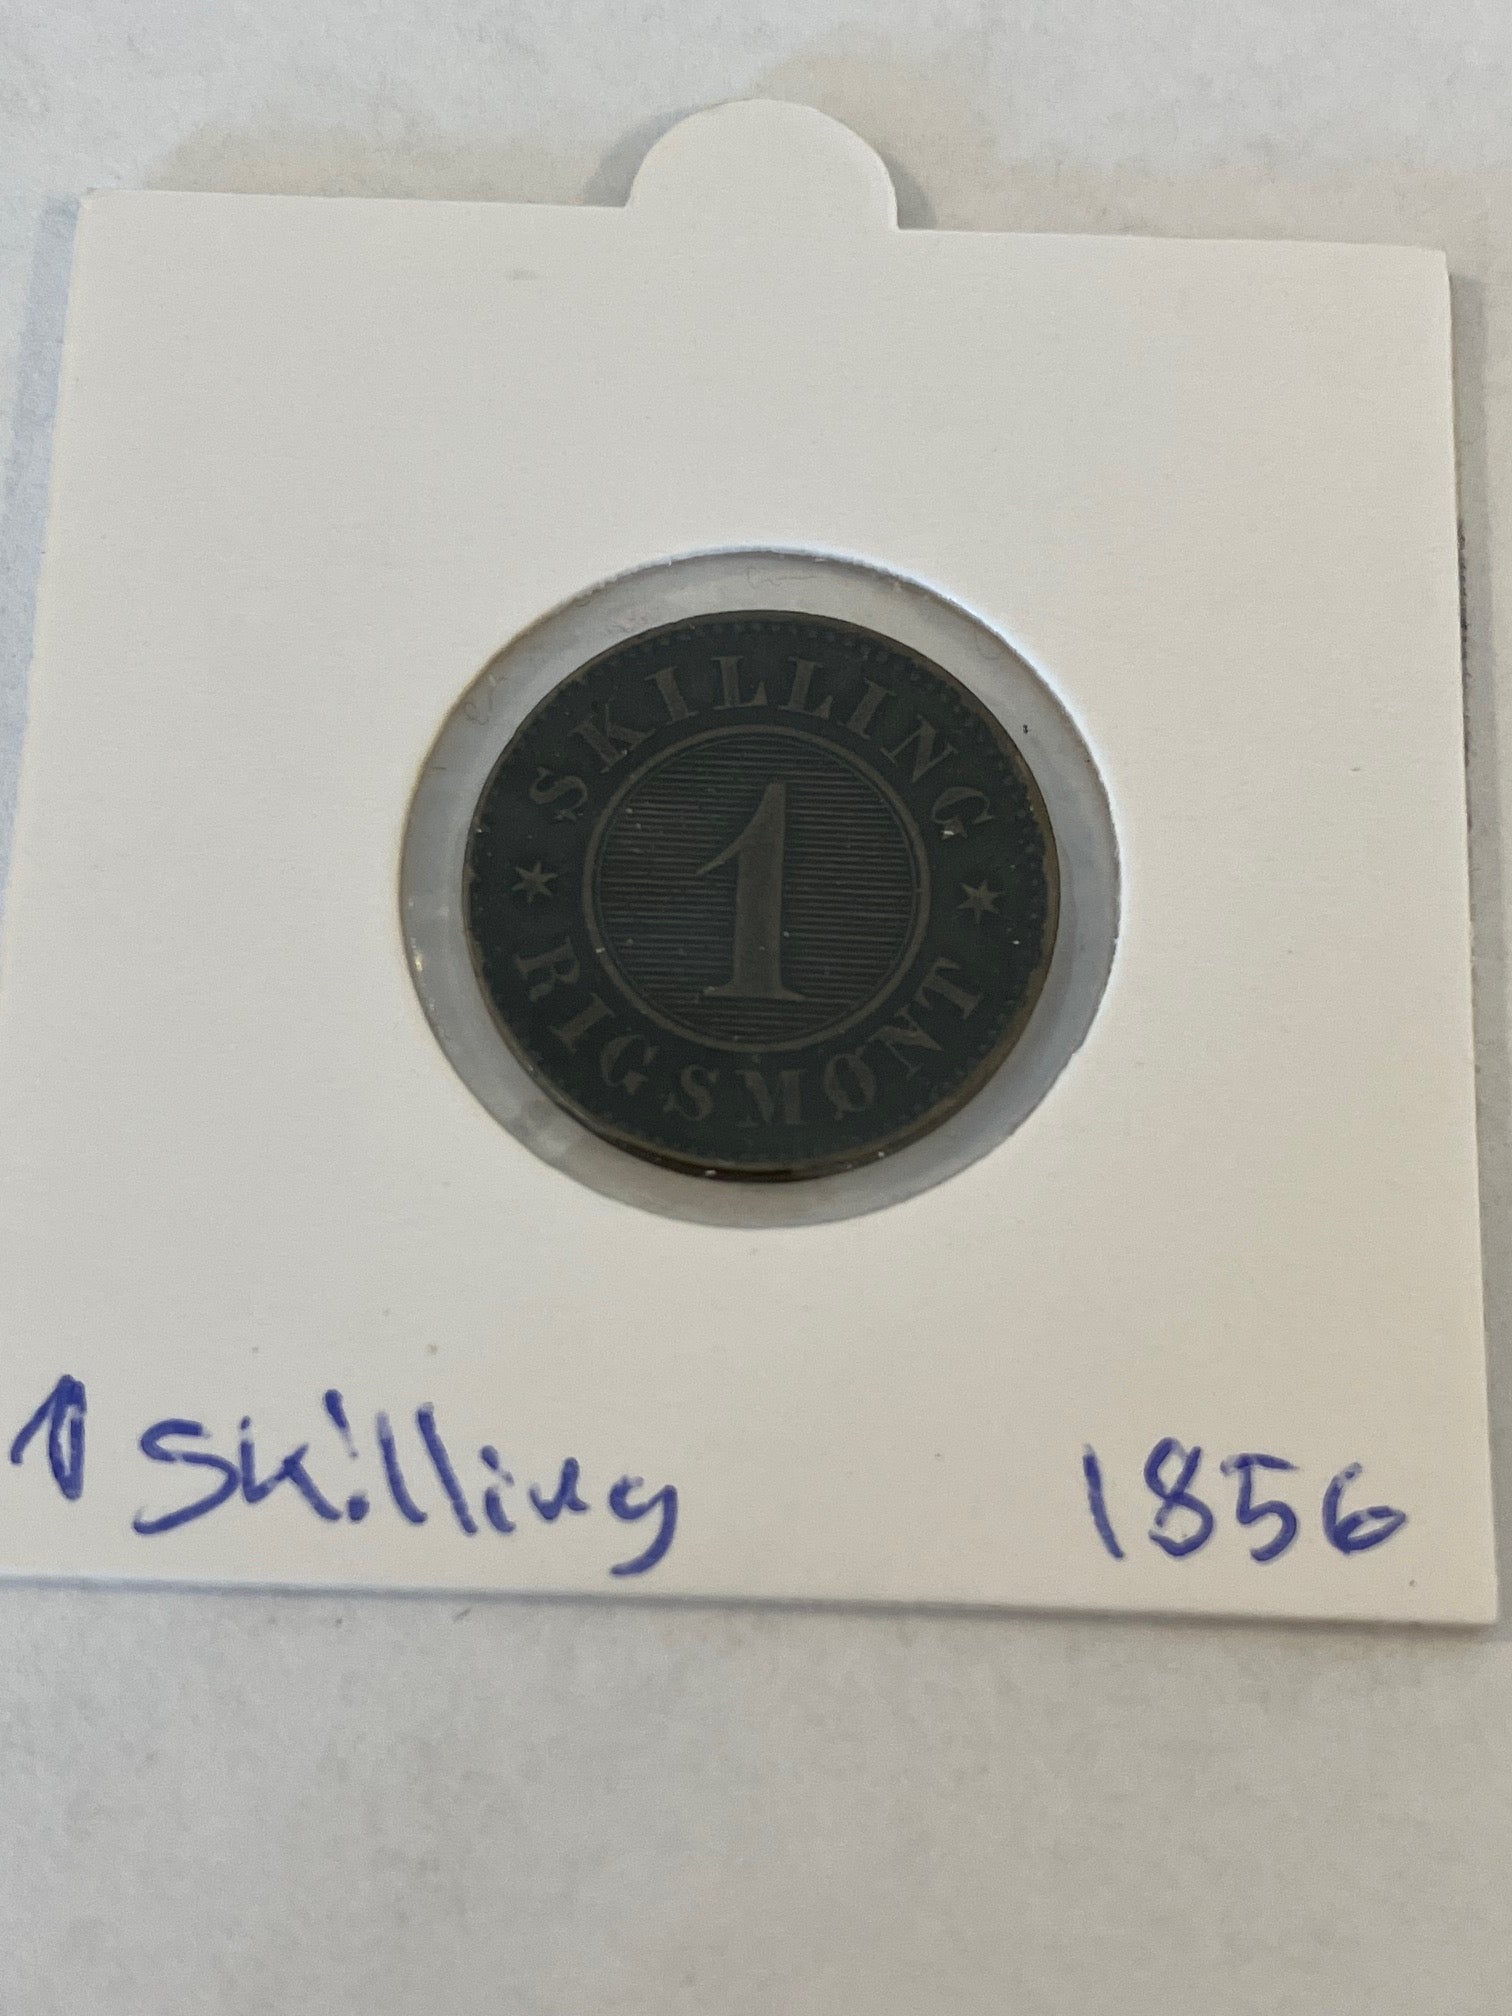 SKILLING
1
★ RIGSMØNT ★
1 Skilling 1856